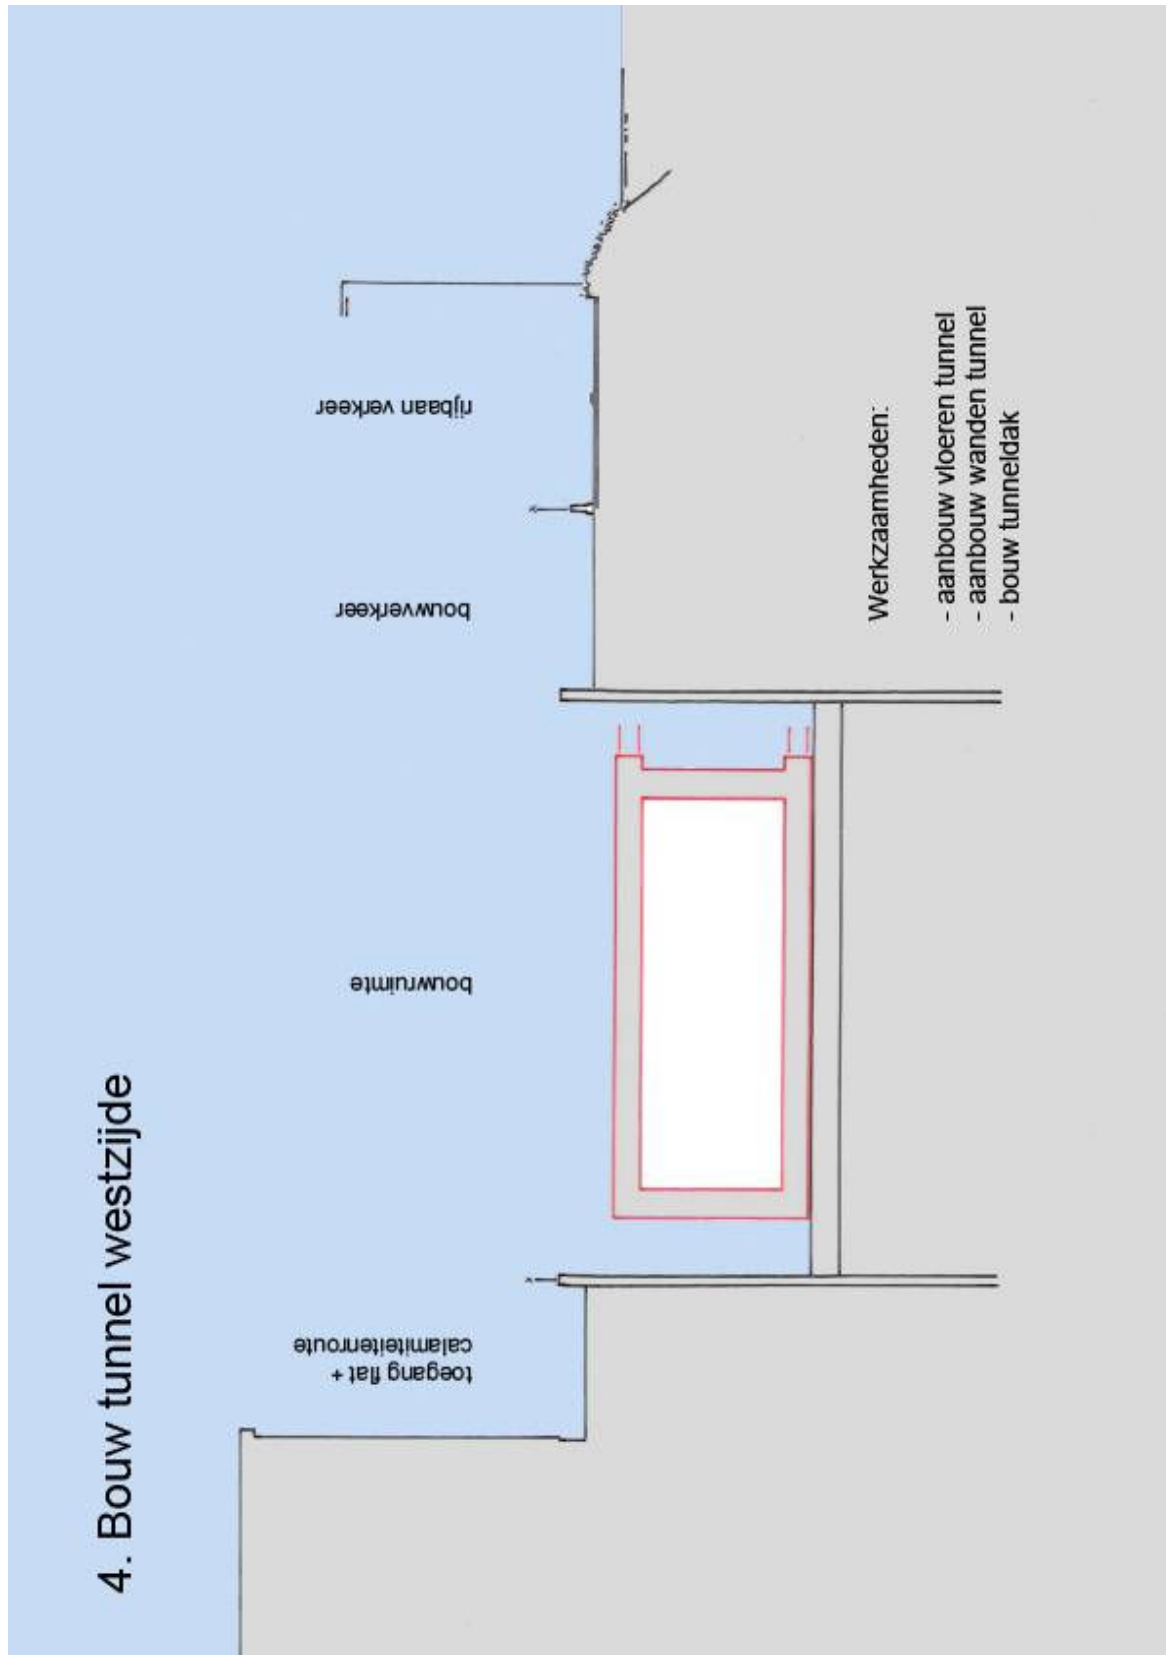 4. Bouw tunnel westzijde
toegang flat +
calamiteitenroute
bouwruimte
bouwverkeer
rijbaan verkeer
Werkzaamheden:
- aanbouw vloeren tunnel
- aanbouw wanden tunnel
- bouw tunneldak